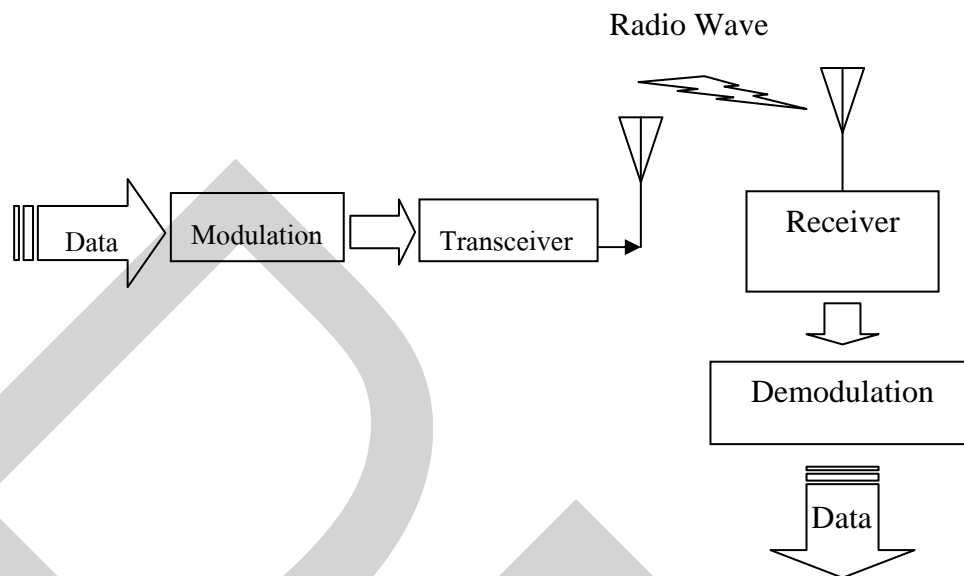 Radio Wave
Data
Modulation
Transceiver
Receiver
Demodulation
Data